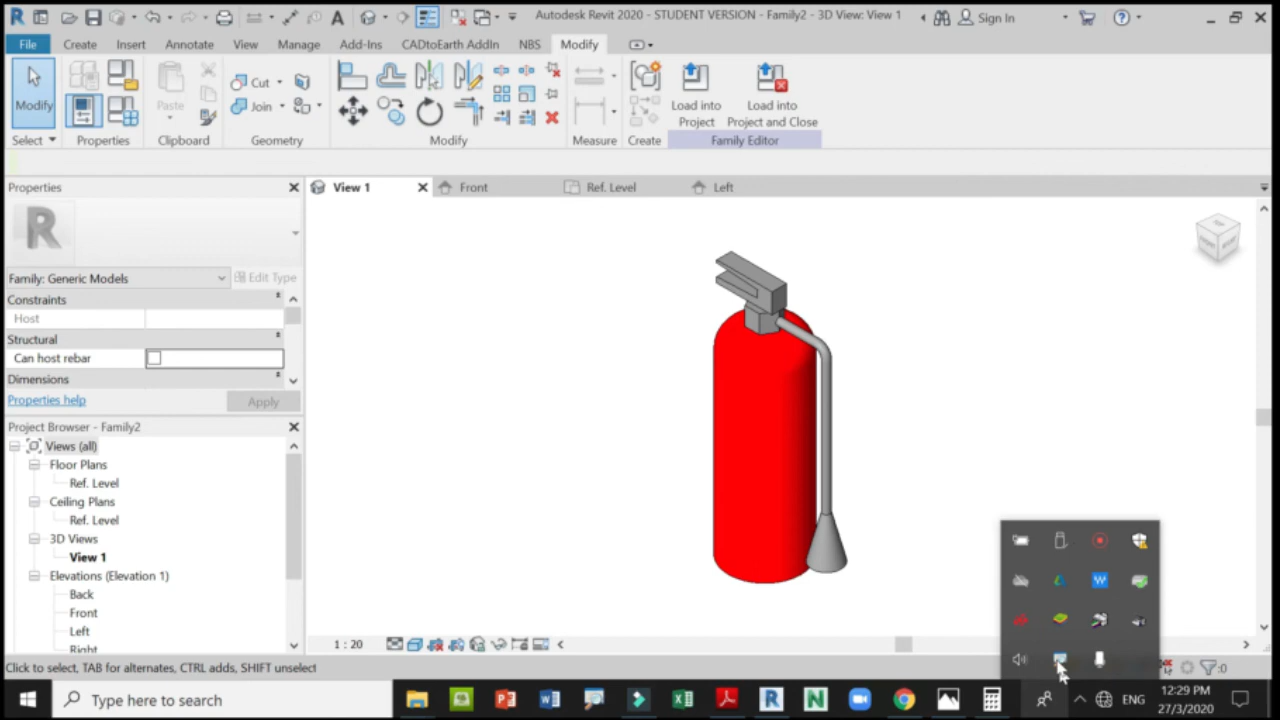 Autodesk Revit 2020 - STUDENT VERSION - Family2 - 3D View: View 1
Sign In
File Create Insert Annotate View Manage Add-Ins CADtoEarth AddIn NBS Modify
Modify
Paste
Cut
Join
Load into
Project
Load into
Project and Close
Select Properties Clipboard Geometry Modify Measure Create Family Editor
Properties
View 1 Front Ref. Level Left
R
Family: Generic Models Edit Type
Constraints
Host
Structural
Can host rebar
Dimensions
Properties help Apply
Project Browser - Family2
Views (all)
Floor Plans
Ref. Level
Ceiling Plans
Ref. Level
3D Views
View 1
Elevations (Elevation 1)
Back
Front
Left
Right
1 : 20
Click to select, TAB for alternates, CTRL adds, SHIFT unselect
:0
Type here to search
ENG
12:29 PM
27/3/2020